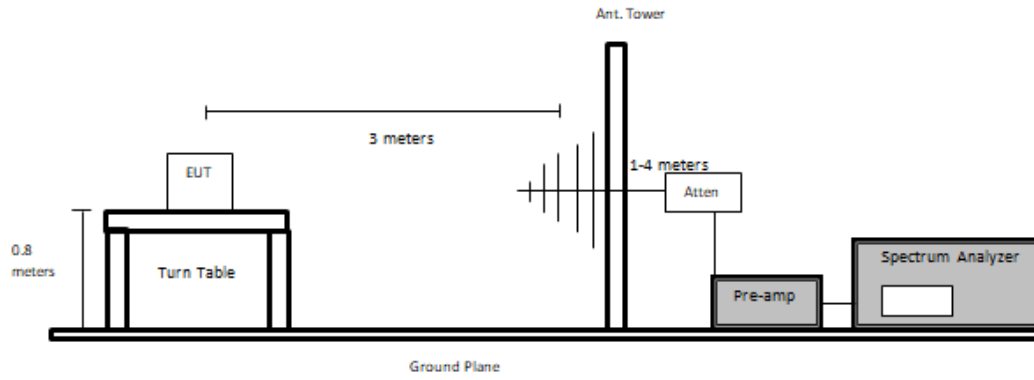 Ant. Tower
3 meters
1-4 meters
EUT
Atten
0.8
meters
Turn Table
Spectrum Analyzer
Pre-amp
Ground Plane